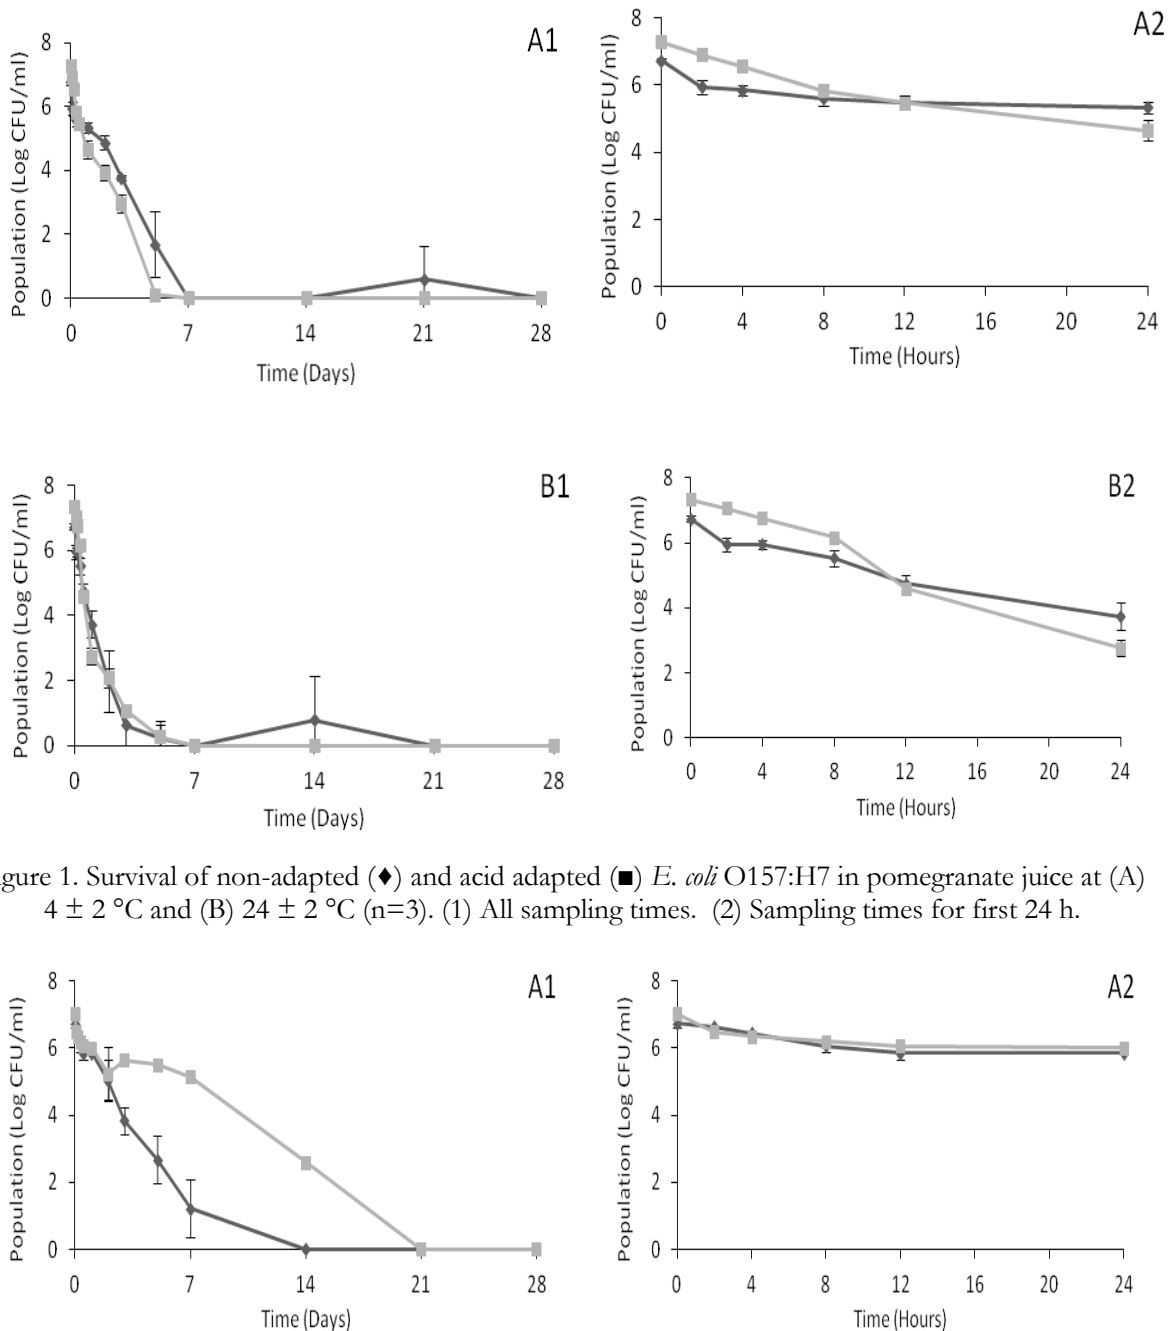 A1
8
6
4
2
0
0 7 14 21 28
Population (Log CFU/ml)
Time (Days)
A2
8
6
4
2
0
0 4 8 12 16 20 24
Population (Log CFU/ml)
Time (Hours)
B1
8
6
4
2
0
0 7 14 21 28
Population (Log CFU/ml)
Time (Days)
B2
8
6
4
2
0
0 4 8 12 16 20 24
Population (Log CFU/ml)
Time (Hours)
gure 1. Survival of non-adapted (♦) and acid adapted (■) E. coli O157:H7 in pomegranate juice at (A)
4 ± 2 °C and (B) 24 ± 2 °C (n=3). (1) All sampling times. (2) Sampling times for first 24 h.
A1
8
6
4
2
0
0 7 14 21 28
Population (Log CFU/ml)
Time (Days)
A2
8
6
4
2
0
0 4 8 12 16 20 24
Population (Log CFU/ml)
Time (Hours)